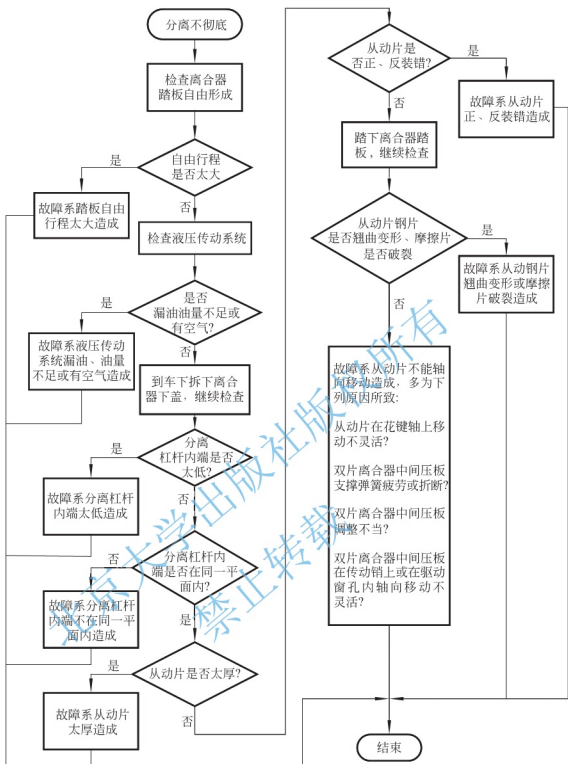 分离不彻底
检查离合器
踏板自由形成
自由行程
是否太大
是
否
故障系踏板自由
行程太大造成
检查液压传动系统
是否
漏油油量不足或
有空气?
是
否
故障系液压传动
系统漏油、油量
不足或有空气造成
到车下拆下离合
器下盖，继续检查
分离
杠杆内端是否
太低?
是
否
故障系分离杠杆
内端太低造成
分离杠杆内
端是否在同一平
面内?
否
是
故障系分离杠杆
内端不在同一平
面内造成
从动片是否太厚?
是
否
故障系从动片
太厚造成
从动片是
否正、反装错?
是
否
故障系从动片
正、反装错造成
踏下离合器踏
板，继续检查
从动片钢片
是否翘曲变形、摩擦片
是否破裂
是
否
故障系从动钢片
翘曲变形或摩擦
片破裂造成
故障系从动片不能轴
向移动造成，多为下
列原因所致:
从动片在花键轴上移
动不灵活?
双片离合器中间压板
支撑弹簧疲劳或折断?
双片离合器中间压板
调整不当?
双片离合器中间压板
在传动销上或在驱动
窗孔内轴向移动不
灵活?
结束
北京大学出版社版权所有
禁止转载